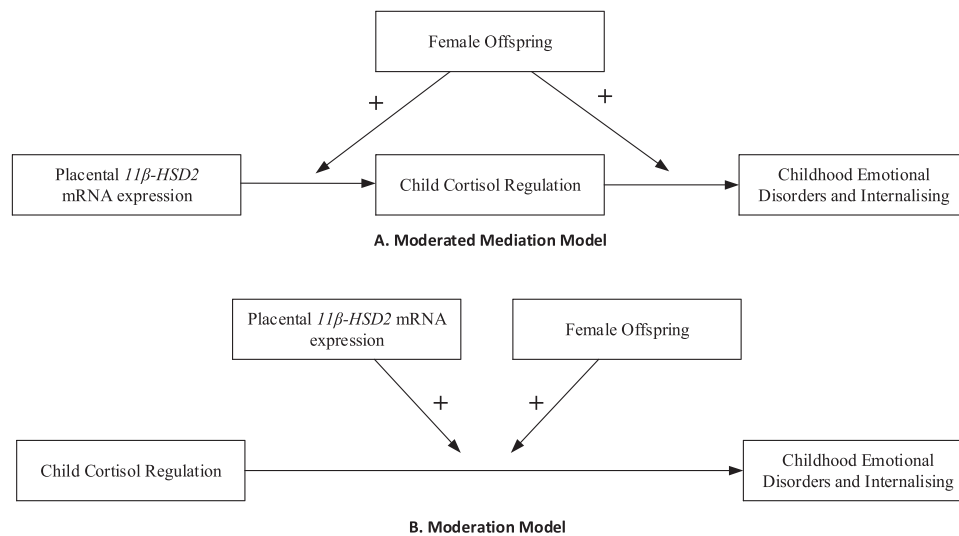 Female Offspring
+
+
Placental 11β-HSD2
mRNA expression
Child Cortisol Regulation
Childhood Emotional
Disorders and Internalising
A. Moderated Mediation Model
Placental 11β-HSD2 mRNA
expression
Female Offspring
+
+
Child Cortisol Regulation
Childhood Emotional
Disorders and Internalising
B. Moderation Model